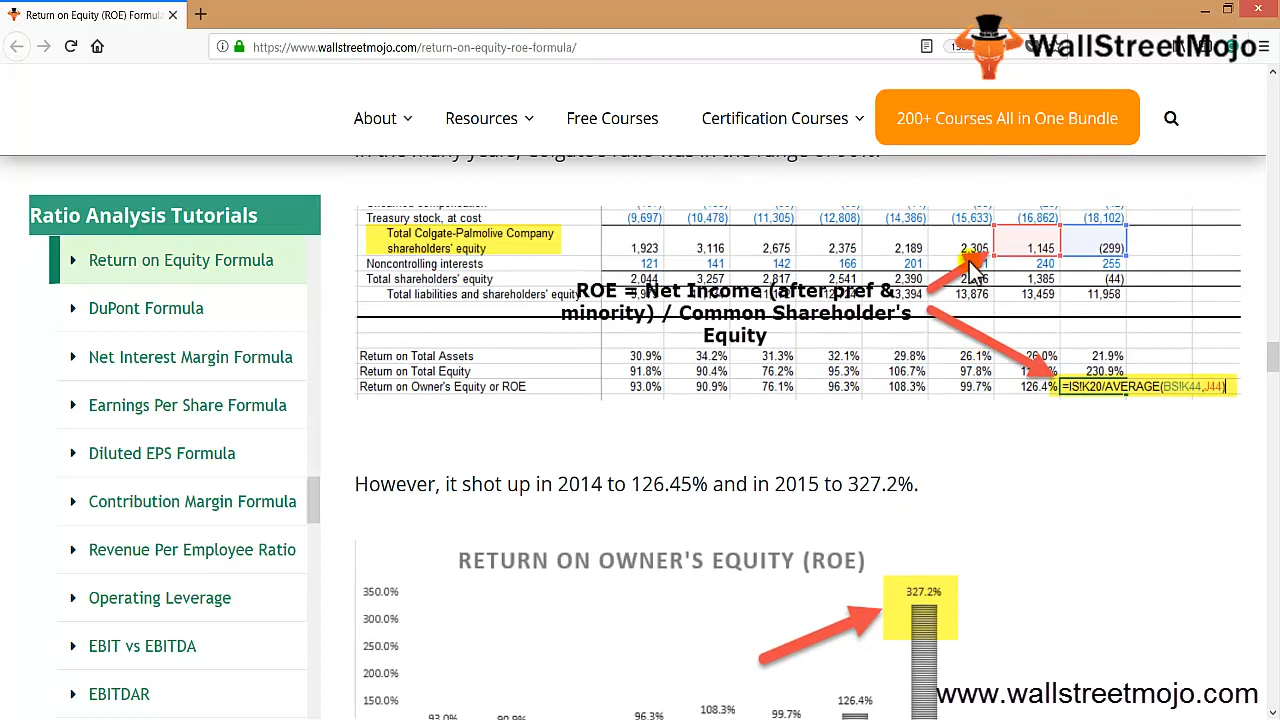 Return on Equity (ROE) Formula
https://www.wallstreetmojo.com/return-on-equity-roe-formula/
WallStreetMojo
About
Resources
Free Courses
Certification Courses
200+ Courses All in One Bundle
Ratio Analysis Tutorials
Return on Equity Formula
DuPont Formula
Net Interest Margin Formula
Earnings Per Share Formula
Diluted EPS Formula
Contribution Margin Formula
Revenue Per Employee Ratio
Operating Leverage
EBIT vs EBITDA
EBITDAR
Treasury stock, at cost (9,697) (10,478) (11,305) (12,808) (14,386) (15,633) (16,862) (18,102)
Total Colgate-Palmolive Company
shareholders' equity 1,923 3,116 2,675 2,375 2,189 2,305 1,145 (299)
Noncontrolling interests 121 141 142 166 201 240 255
Total shareholders' equity 2,044 3,257 2,817 2,541 2,390 1,385 (44)
Total liabilities and shareholders' equity 13,876 13,459 11,958
ROE = Net Income (after pref &
minority) / Common Shareholder's
Equity
Return on Total Assets 30.9% 34.2% 31.3% 32.1% 29.8% 26.1% 21.9%
Return on Total Equity 91.8% 90.4% 76.2% 95.3% 106.7% 97.8% 230.9%
Return on Owner's Equity or ROE 93.0% 90.9% 76.1% 96.3% 108.3% 99.7% 126.4% =IS!K20/AVERAGE(BS!K44,J44)
However, it shot up in 2014 to 126.45% and in 2015 to 327.2%.
RETURN ON OWNER'S EQUITY (ROE)
350.0%
300.0%
250.0%
200.0%
150.0%
327.2%
126.4%
108.3%
99.7%
96.3%
www.wallstreetmojo.com